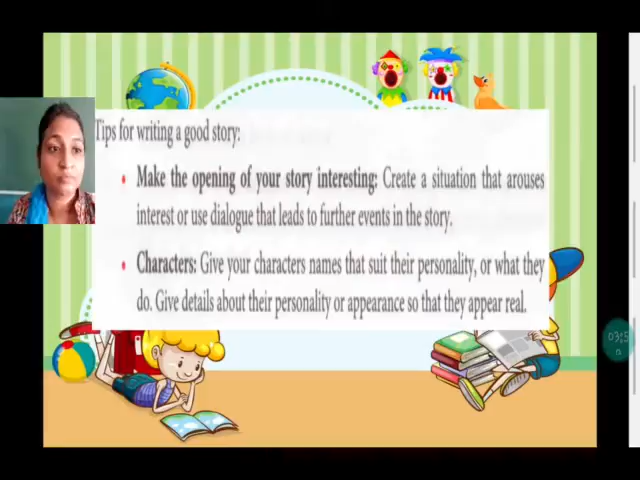 Tips for writing a good story:
• Make the opening of your story interesting: Create a situation that arouses
interest or use dialogue that leads to further events in the story.
• Characters: Give your characters names that suit their personality, or what they
do. Give details about their personality or appearance so that they appear real.